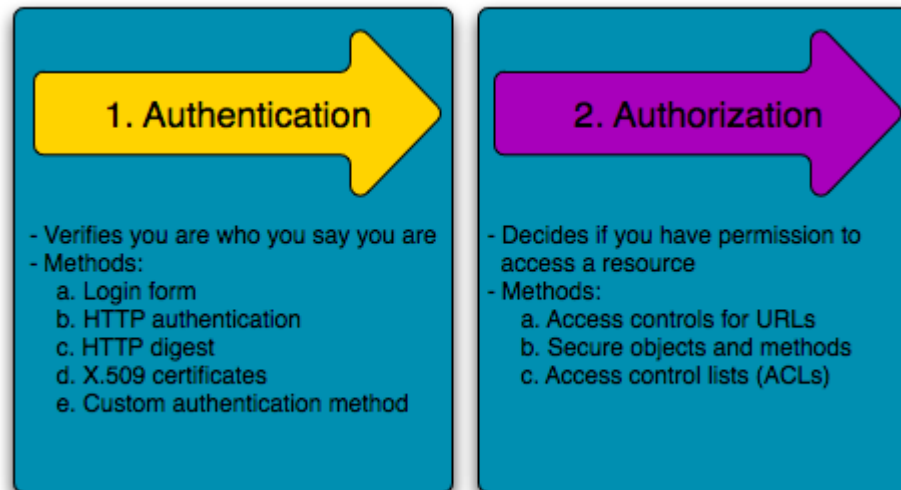 1. Authentication
- Verifies you are who you say you are
- Methods:
a. Login form
b. HTTP authentication
c. HTTP digest
d. X.509 certificates
e. Custom authentication method
2. Authorization
- Decides if you have permission to
access a resource
- Methods:
a. Access controls for URLs
b. Secure objects and methods
c. Access control lists (ACLs)